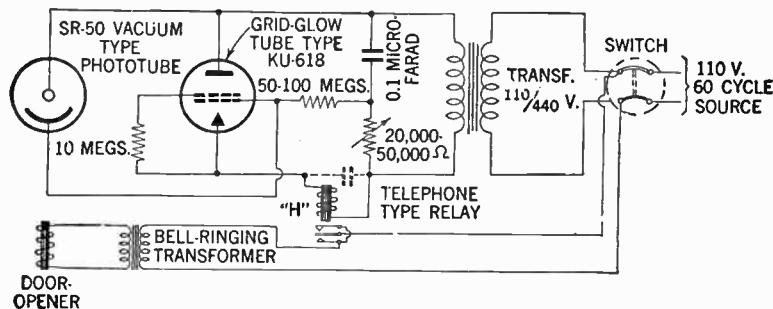 SR-50 VACUUM
TYPE
PHOTOTUBE
GRID-GLOW
TUBE TYPE
KU-618
50-100 MEGS.
10 MEGS.
0.1 MICRO-
FARAD
20,000-
50,000 Ω
"H"
TELEPHONE
TYPE RELAY
TRANSF.
110/440 V.
SWITCH
110 V.
60 CYCLE
SOURCE
BELL-RINGING
TRANSFORMER
DOOR-
OPENER